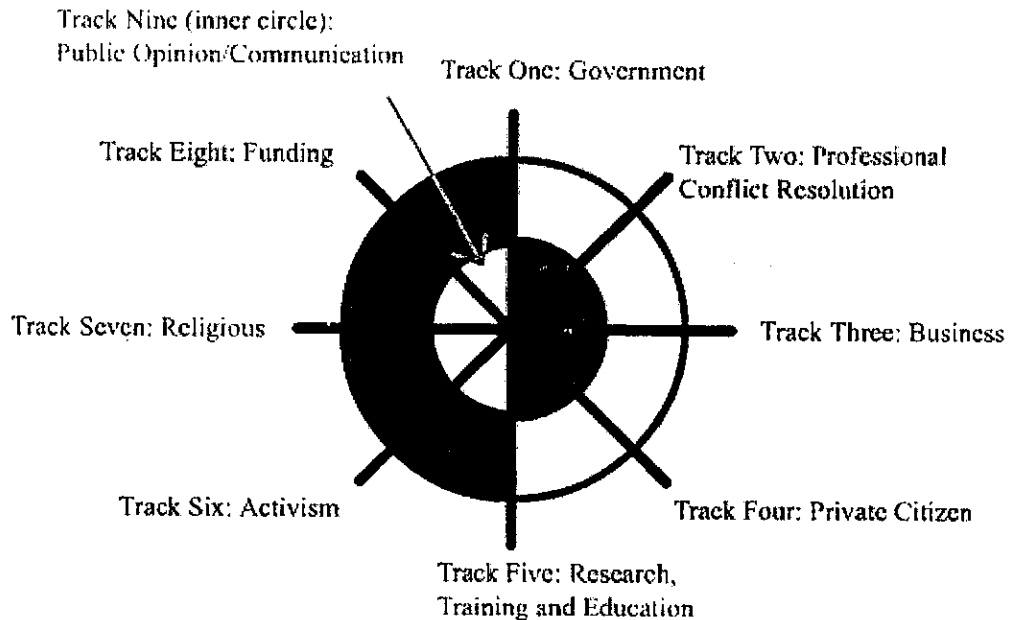 Track Nine (inner circle):
Public Opinion/Communication
Track One: Government
Track Eight: Funding
Track Two: Professional
Conflict Resolution
Track Seven: Religious
Track Three: Business
Track Six: Activism
Track Four: Private Citizen
Track Five: Research,
Training and Education